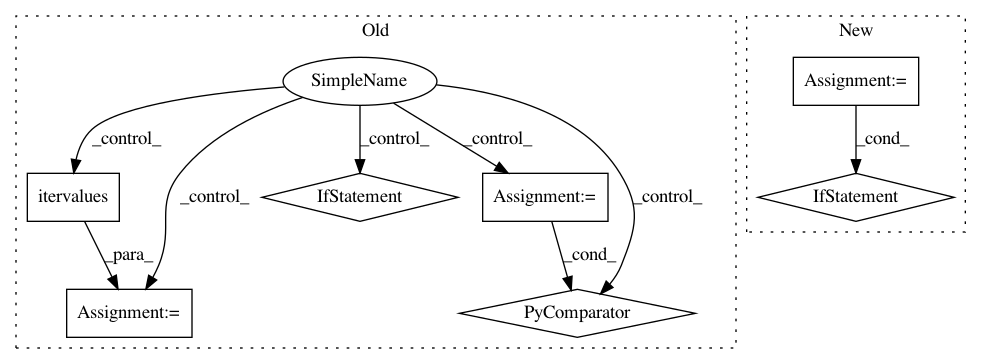 Old
New
SimpleName
Assignment:=
_control_
_control_
_control_
_cond_
_control_
_control_
itervalues
IfStatement
Assignment:=
IfStatement
_para_
_cond_
Assignment:=
PyComparator